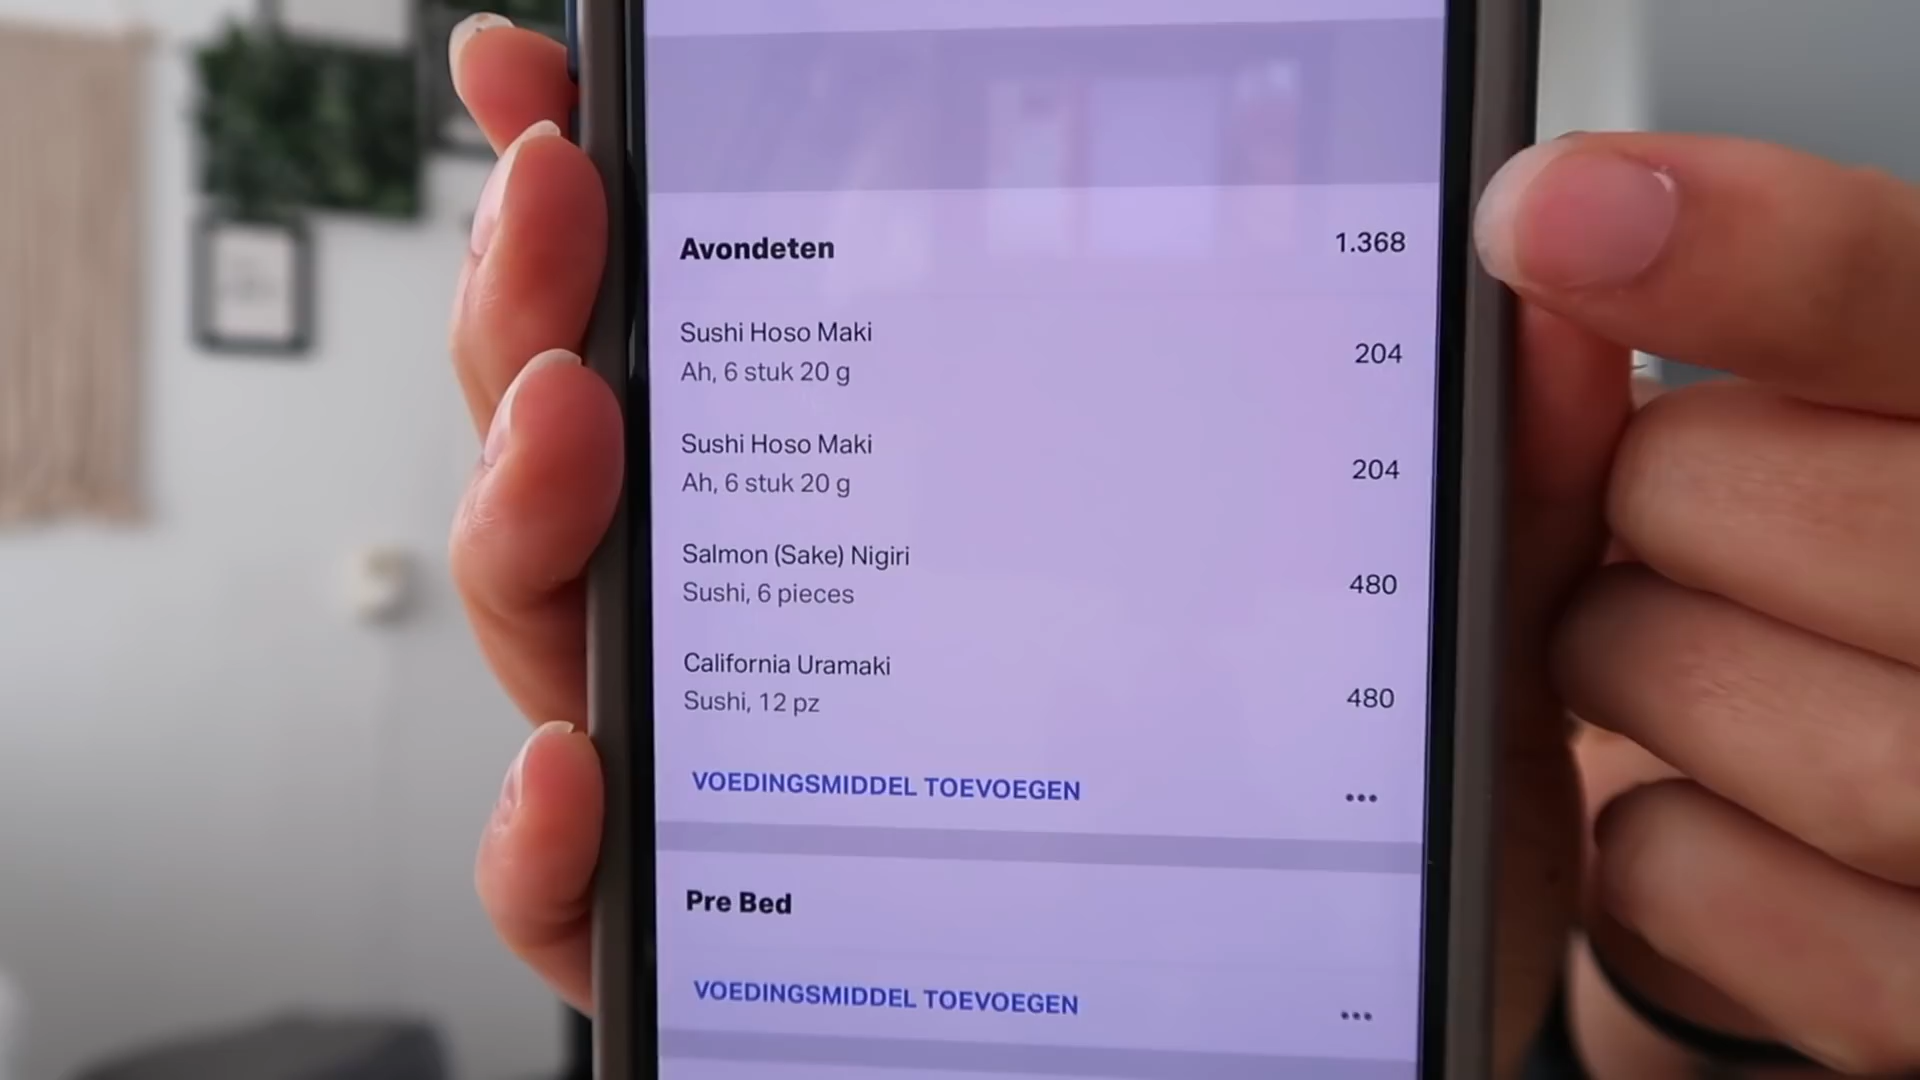 Avondeten 1.368
Sushi Hoso Maki
Ah, 6 stuk 20 g 204
Sushi Hoso Maki
Ah, 6 stuk 20 g 204
Salmon (Sake) Nigiri
Sushi, 6 pieces 480
California Uramaki
Sushi, 12 pz 480
VOEDINGSMIDDEL TOEVOEGEN
Pre Bed
VOEDINGSMIDDEL TOEVOEGEN